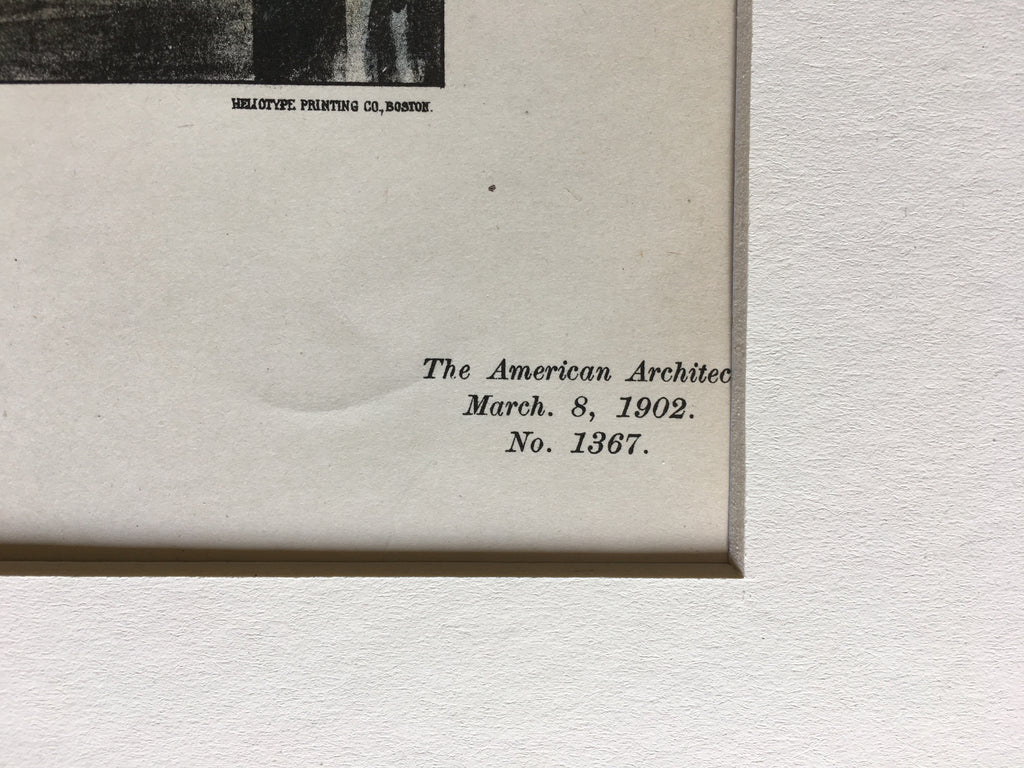 HELIOTYPE PRINTING CO., BOSTON.
The American Architec
March. 8, 1902.
No. 1367.